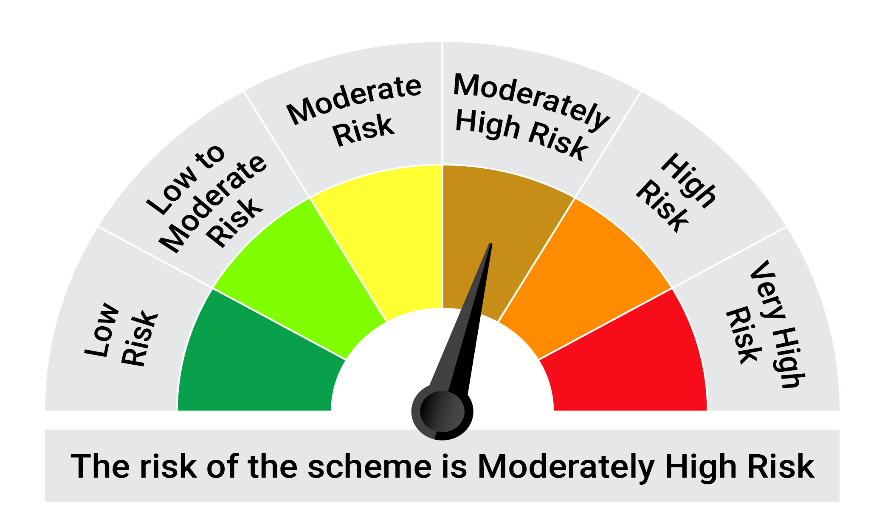 Low
Risk
Low to
Moderate
Risk
Moderate
Risk
Moderately
High Risk
High
Risk
Very High
Risk
The risk of the scheme is Moderately High Risk